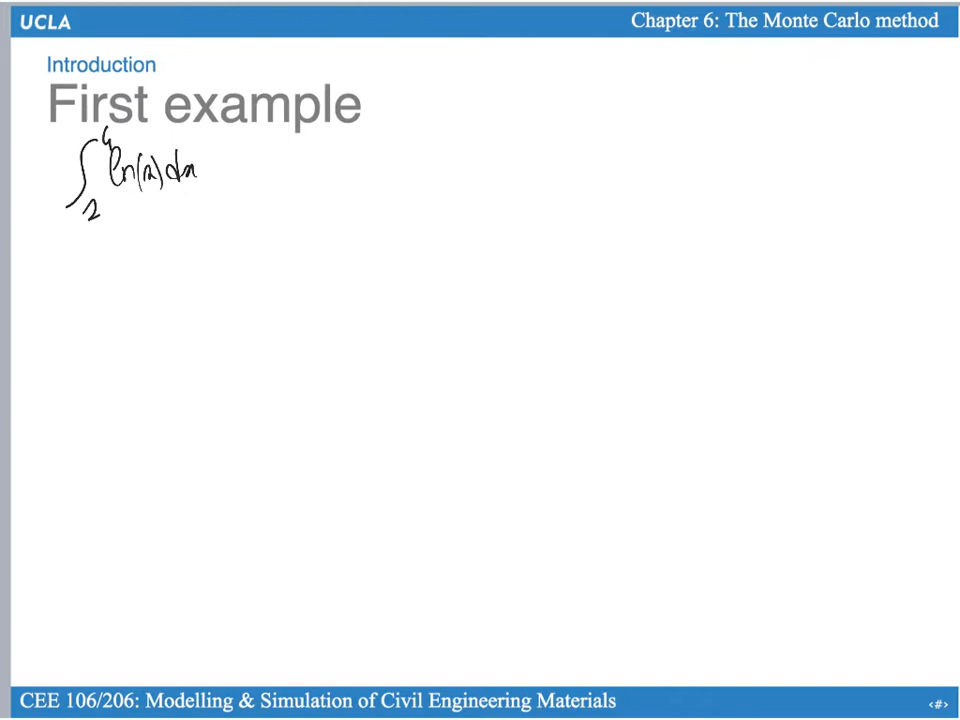 UCLA
Chapter 6: The Monte Carlo method
Introduction
First example
∫₂⁴ ln(x)dx
CEE 106/206: Modelling & Simulation of Civil Engineering Materials
‹#›